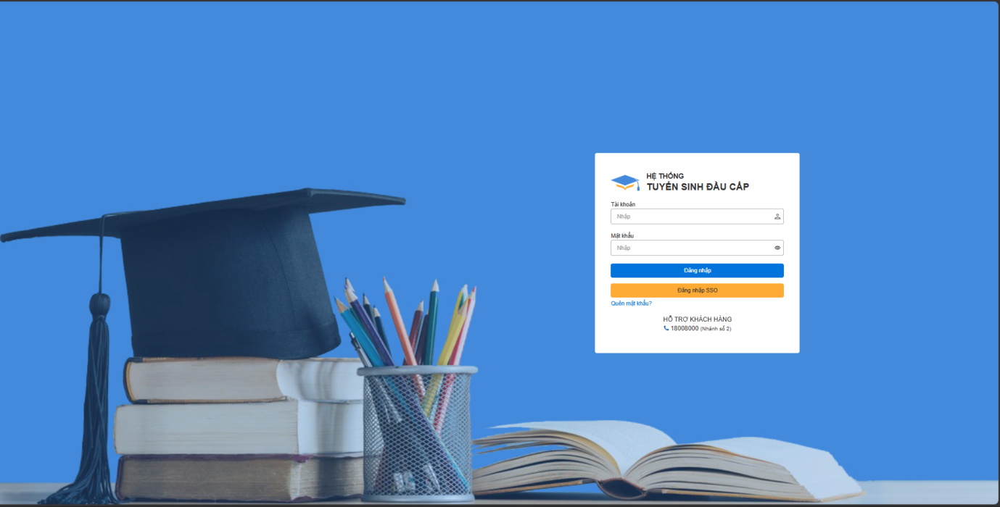 HỆ THỐNG
TUYỂN SINH ĐẦU CẤP
Tài khoản
Nhập
Mật khẩu
Nhập
Đăng nhập
Đăng nhập SSO
Quên mật khẩu?
HỖ TRỢ KHÁCH HÀNG
18008000 (Nhánh số 2)